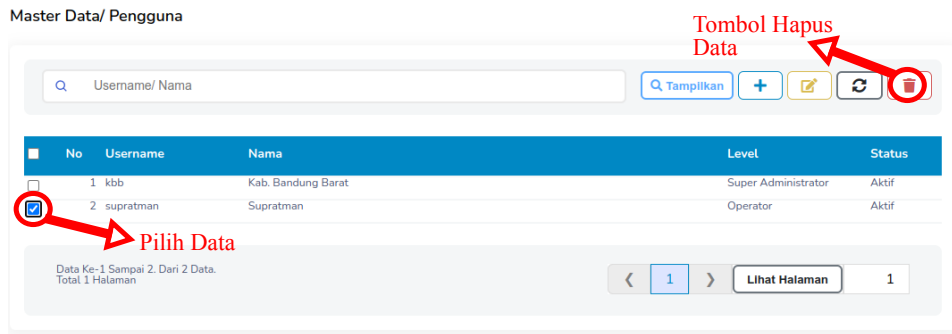 Master Data/ Pengguna
Tombol Hapus
Data
Username/ Nama
Tampilkan
No Username Nama Level Status
1 kbb Kab. Bandung Barat Super Administrator Aktif
2 supratman Supratman Operator Aktif
Pilih Data
Data Ke-1 Sampai 2. Dari 2 Data.
Total 1 Halaman
1 Lihat Halaman 1